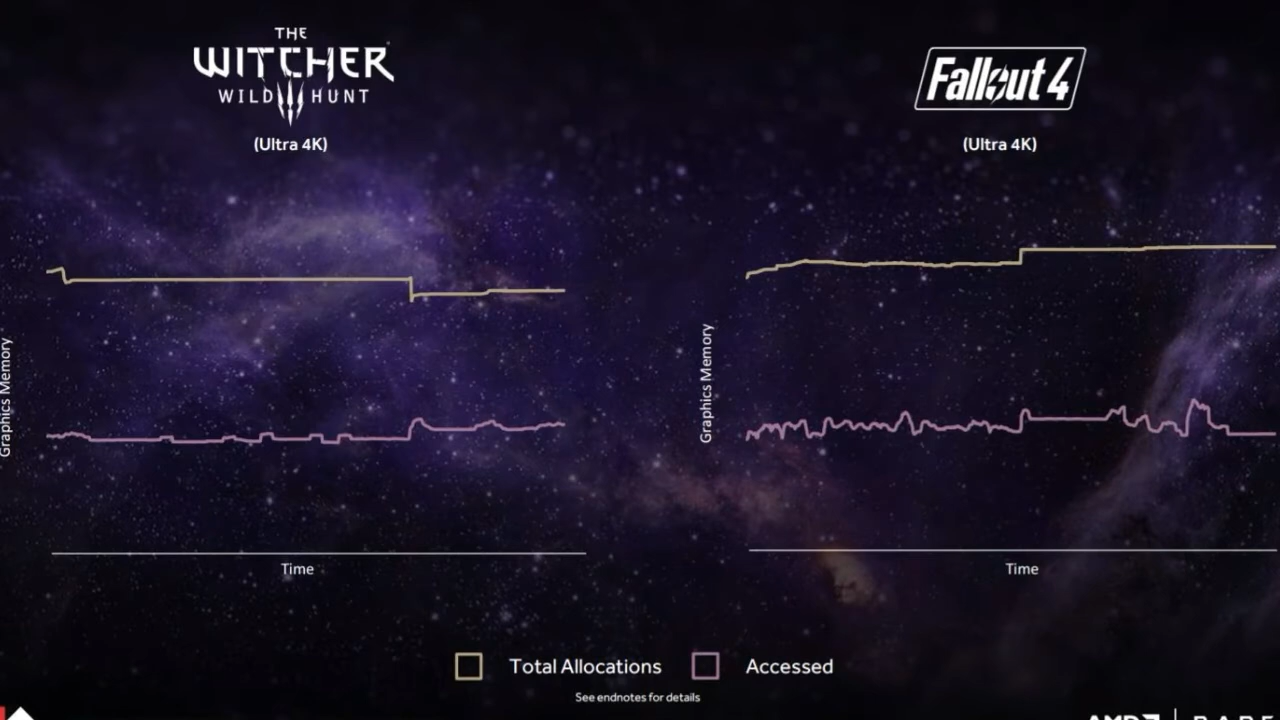 THE
WITCHER
WILD HUNT
(Ultra 4K)
Fallout 4
(Ultra 4K)
Graphics Memory
Graphics Memory
Time
Time
Total Allocations
Accessed
See endnotes for details
AMD